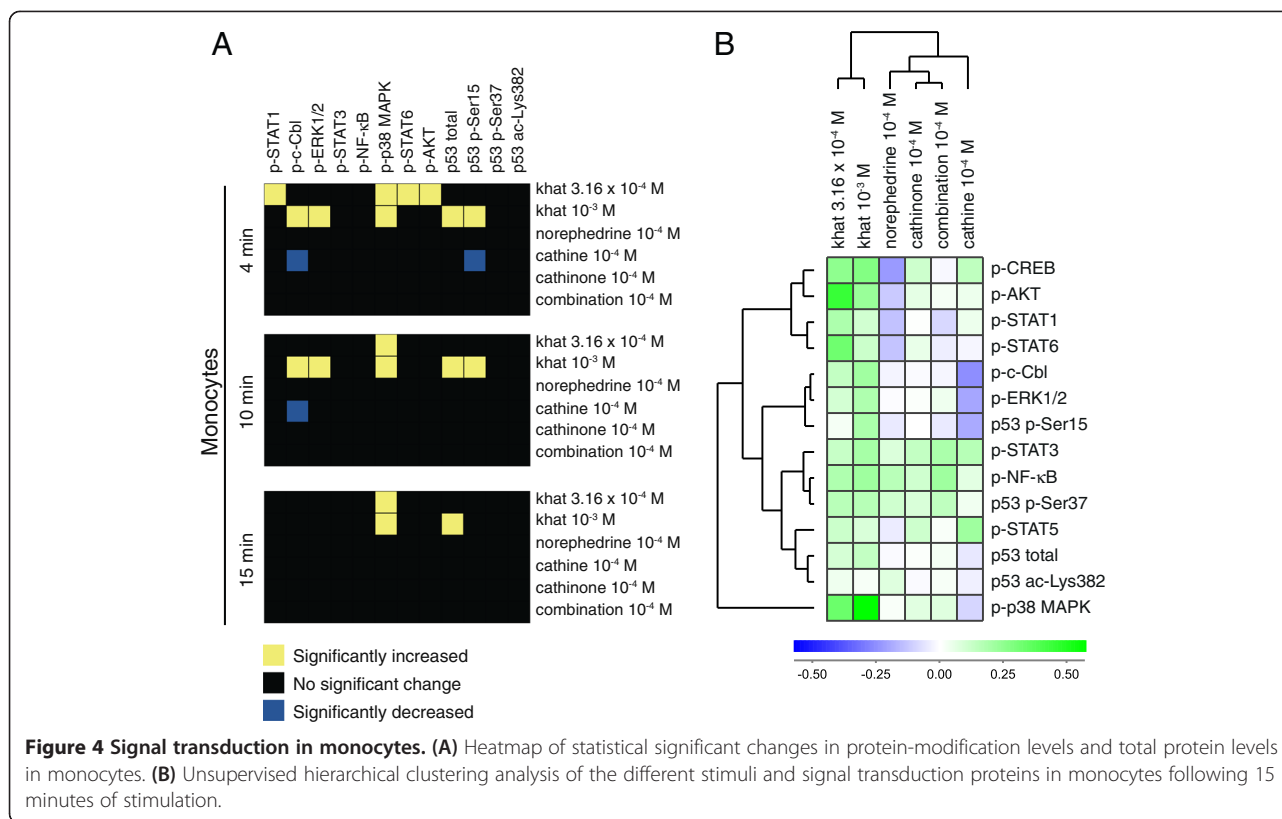 A
p-STAT1
p-c-Cbl
p-ERK1/2
p-STAT3
p-NF-κB
p-p38 MAPK
p-STAT6
p-AKT
p53 total
p53 p-Ser15
p53 p-Ser37
p53 ac-Lys382
Monocytes
4 min
khat 3.16 x 10⁻⁴ M
khat 10⁻³ M
norephedrine 10⁻⁴ M
cathine 10⁻⁴ M
cathinone 10⁻⁴ M
combination 10⁻⁴ M
10 min
khat 3.16 x 10⁻⁴ M
khat 10⁻³ M
norephedrine 10⁻⁴ M
cathine 10⁻⁴ M
cathinone 10⁻⁴ M
combination 10⁻⁴ M
15 min
khat 3.16 x 10⁻⁴ M
khat 10⁻³ M
norephedrine 10⁻⁴ M
cathine 10⁻⁴ M
cathinone 10⁻⁴ M
combination 10⁻⁴ M
Significantly increased
No significant change
Significantly decreased
B
khat 3.16 x 10⁻⁴ M
khat 10⁻³ M
norephedrine 10⁻⁴ M
cathinone 10⁻⁴ M
combination 10⁻⁴ M
cathine 10⁻⁴ M
p-CREB
p-AKT
p-STAT1
p-STAT6
p-c-Cbl
p-ERK1/2
p53 p-Ser15
p-STAT3
p-NF-κB
p53 p-Ser37
p-STAT5
p53 total
p53 ac-Lys382
p-p38 MAPK
-0.50 -0.25 0.00 0.25 0.50
Figure 4 Signal transduction in monocytes. (A) Heatmap of statistical significant changes in protein-modification levels and total protein levels
in monocytes. (B) Unsupervised hierarchical clustering analysis of the different stimuli and signal transduction proteins in monocytes following 15
minutes of stimulation.